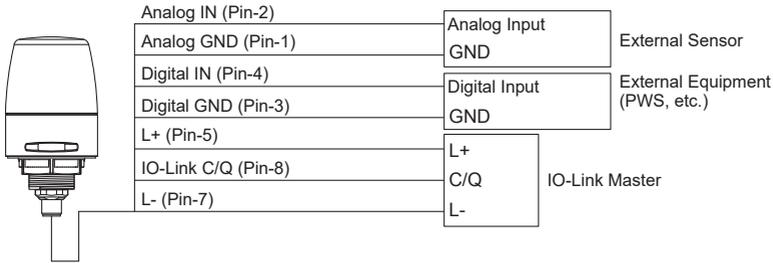 Analog IN (Pin-2)
Analog GND (Pin-1)
Digital IN (Pin-4)
Digital GND (Pin-3)
L+ (Pin-5)
IO-Link C/Q (Pin-8)
L- (Pin-7)
Analog Input
GND
External Sensor
Digital Input
GND
External Equipment
(PWS, etc.)
L+
C/Q
L-
IO-Link Master